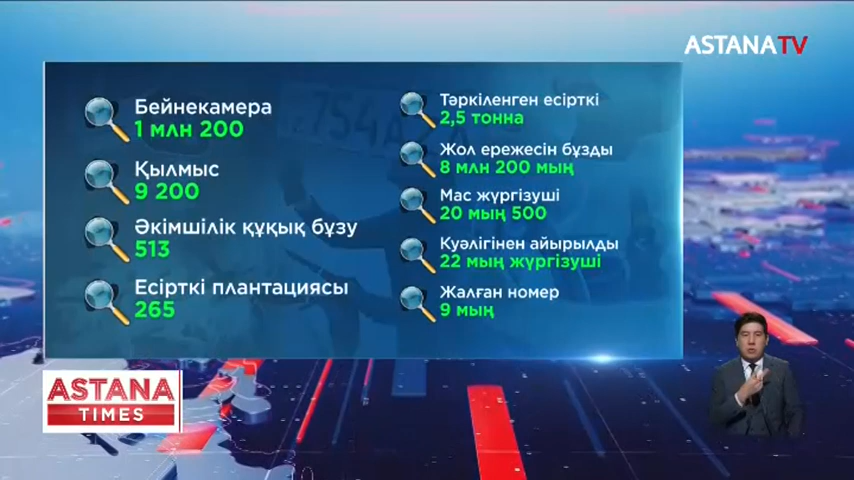 ASTANATV
Бейнекамера
1 млн 200
Қылмыс
9 200
Әкімшілік құқық бұзу
513
Есірткі плантациясы
265
Тәркіленген есірткі
2,5 тонна
Жол ережесін бұзды
8 млн 200 мың
Мас жүргізуші
20 мың 500
Куәлігінен айырылды
22 мың жүргізуші
Жалған номер
9 мың
ASTANA
TIMES